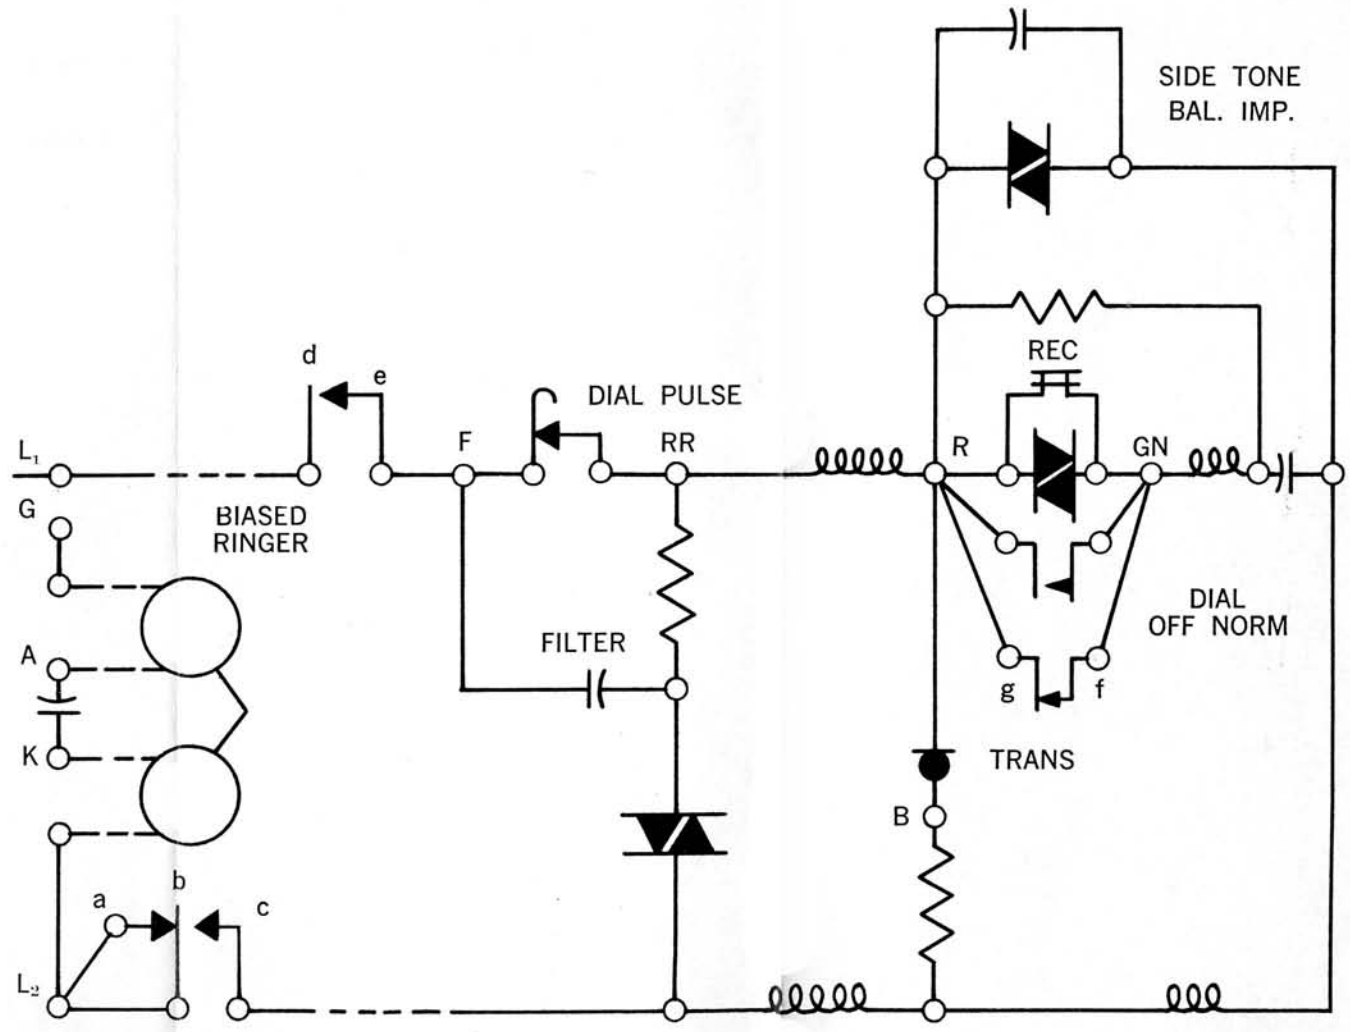 SIDE TONE
BAL. IMP.
REC
d
e
DIAL PULSE
L₁
F
RR
R
GN
G
BIASED
RINGER
DIAL
OFF NORM
FILTER
A
g
f
K
TRANS
B
b
a
c
L₂